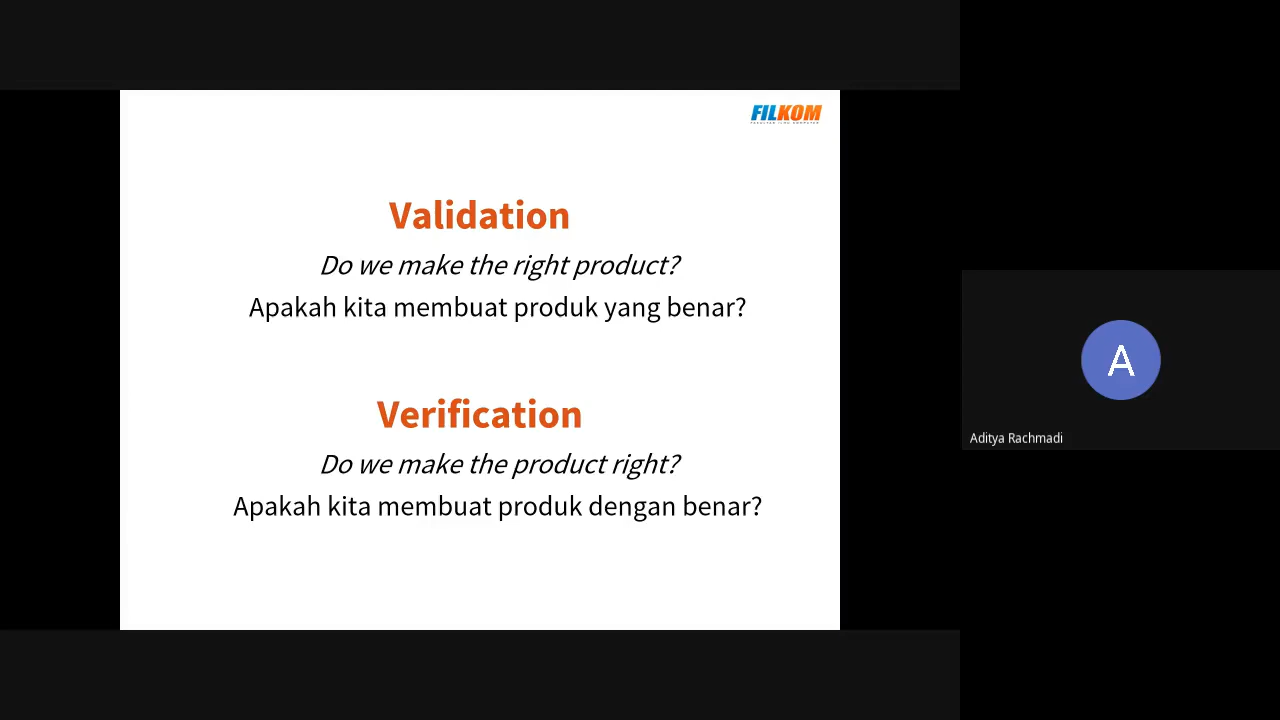 FILKOM
Validation
Do we make the right product?
Apakah kita membuat produk yang benar?
Verification
Do we make the product right?
Apakah kita membuat produk dengan benar?
A
Aditya Rachmadi